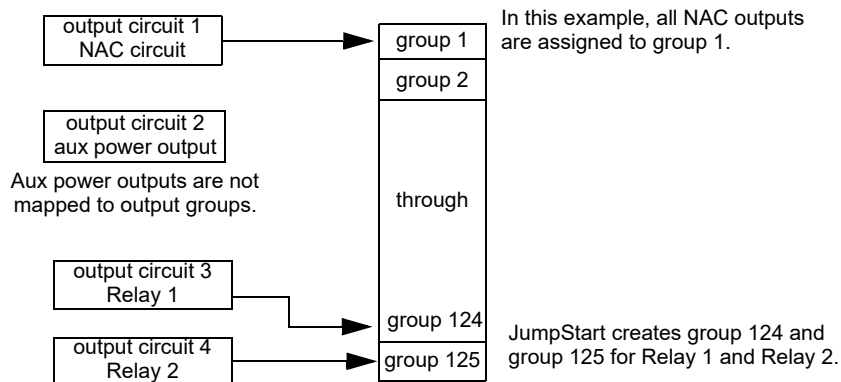 output circuit 1
NAC circuit
group 1
In this example, all NAC outputs
are assigned to group 1.
group 2
output circuit 2
aux power output
Aux power outputs are not
mapped to output groups.
through
output circuit 3
Relay 1
group 124
output circuit 4
Relay 2
group 125
JumpStart creates group 124 and
group 125 for Relay 1 and Relay 2.